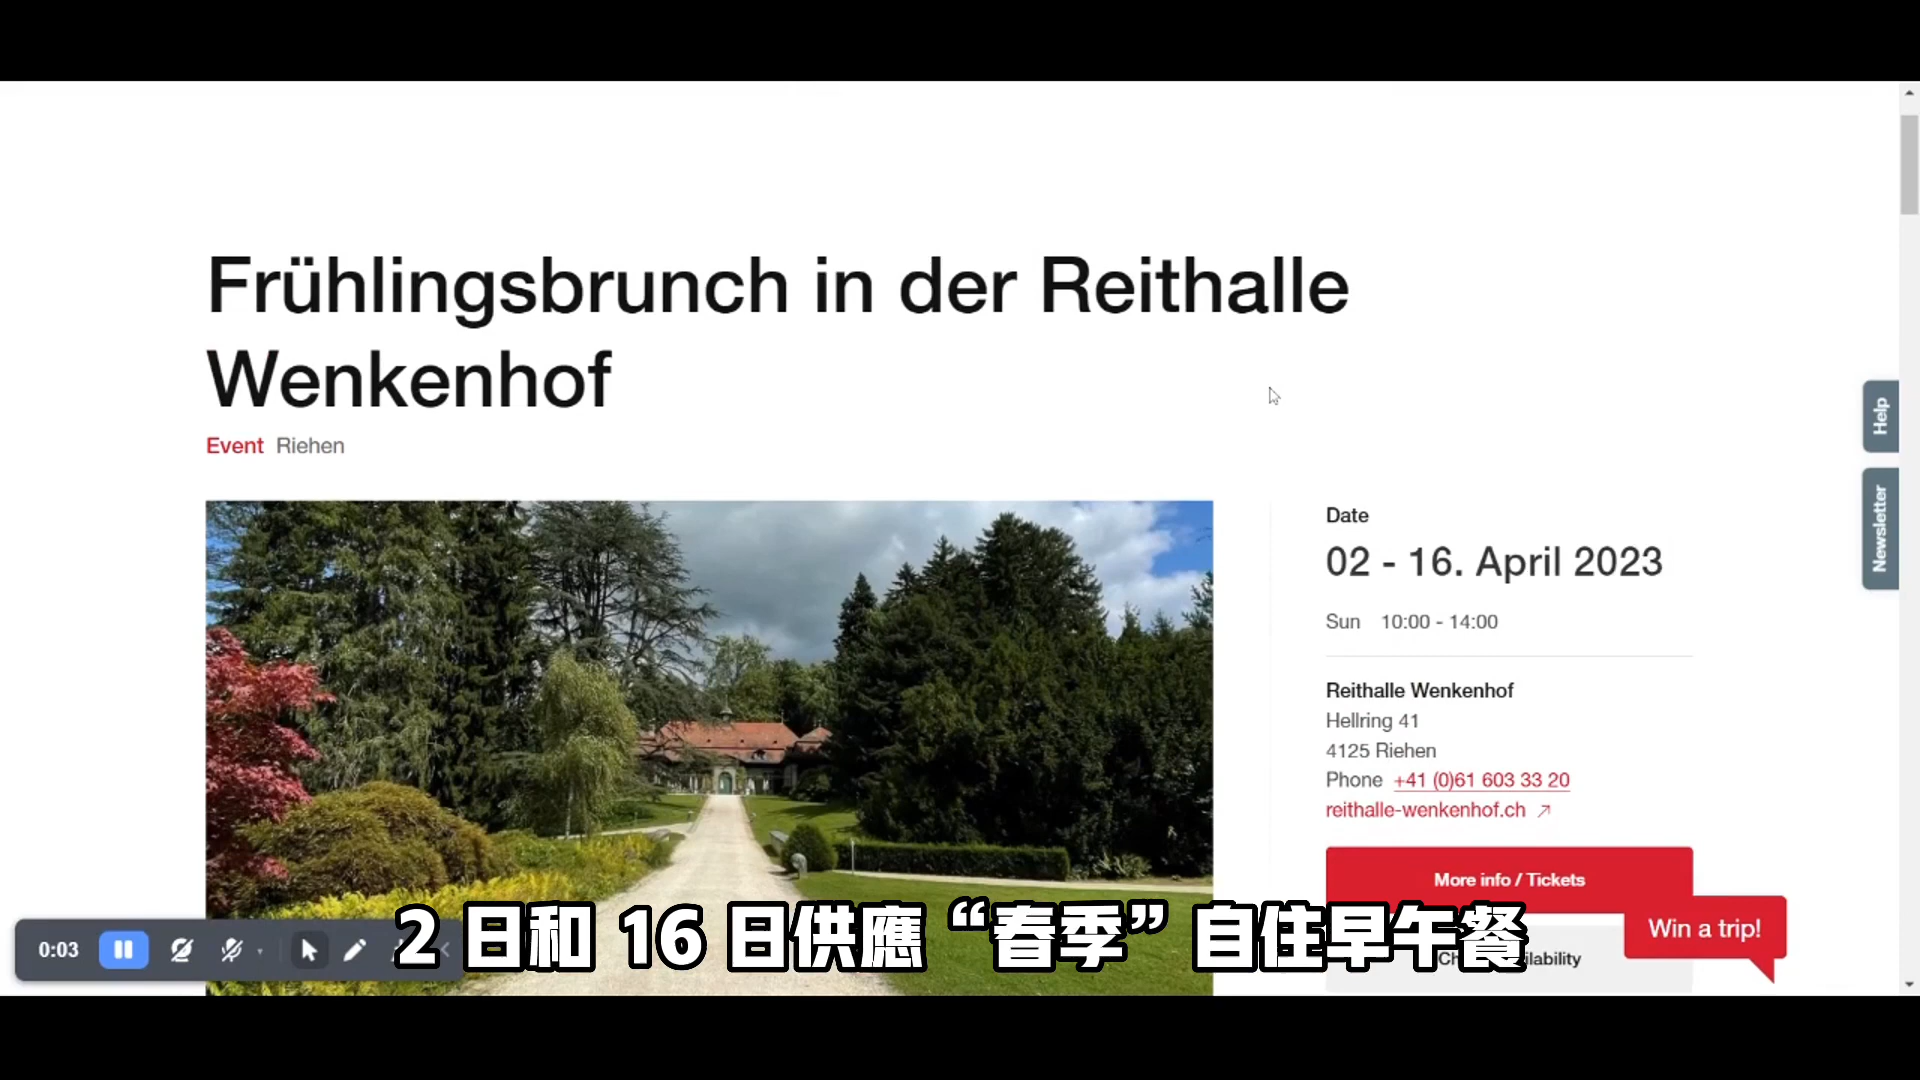 Frühlingsbrunch in der Reithalle
Wenkenhof
Event Riehen
Help
Newsletter
Date
02 - 16. April 2023
Sun 10:00 - 14:00
Reithalle Wenkenhof
Hellring 41
4125 Riehen
Phone +41 (0)61 603 33 20
reithalle-wenkenhof.ch
More info / Tickets
Win a trip!
0:03
2 日和 16 日供應 “春季” 自住早午餐